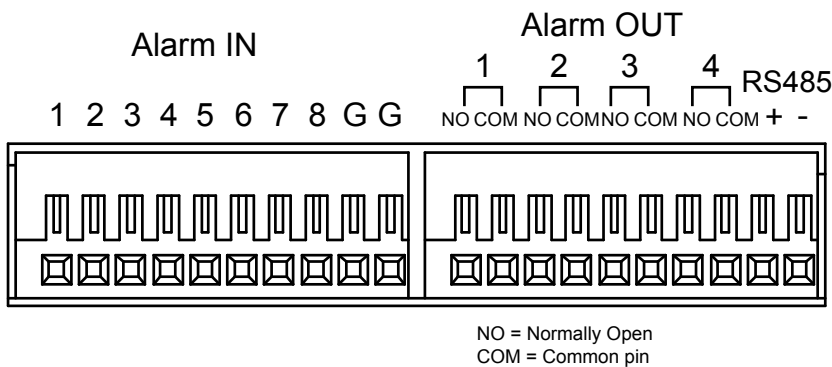 Alarm IN
Alarm OUT
1 2 3 4 RS485
1 2 3 4 5 6 7 8 G G
NO COM NO COM NO COM NO COM + -
NO = Normally Open
COM = Common pin